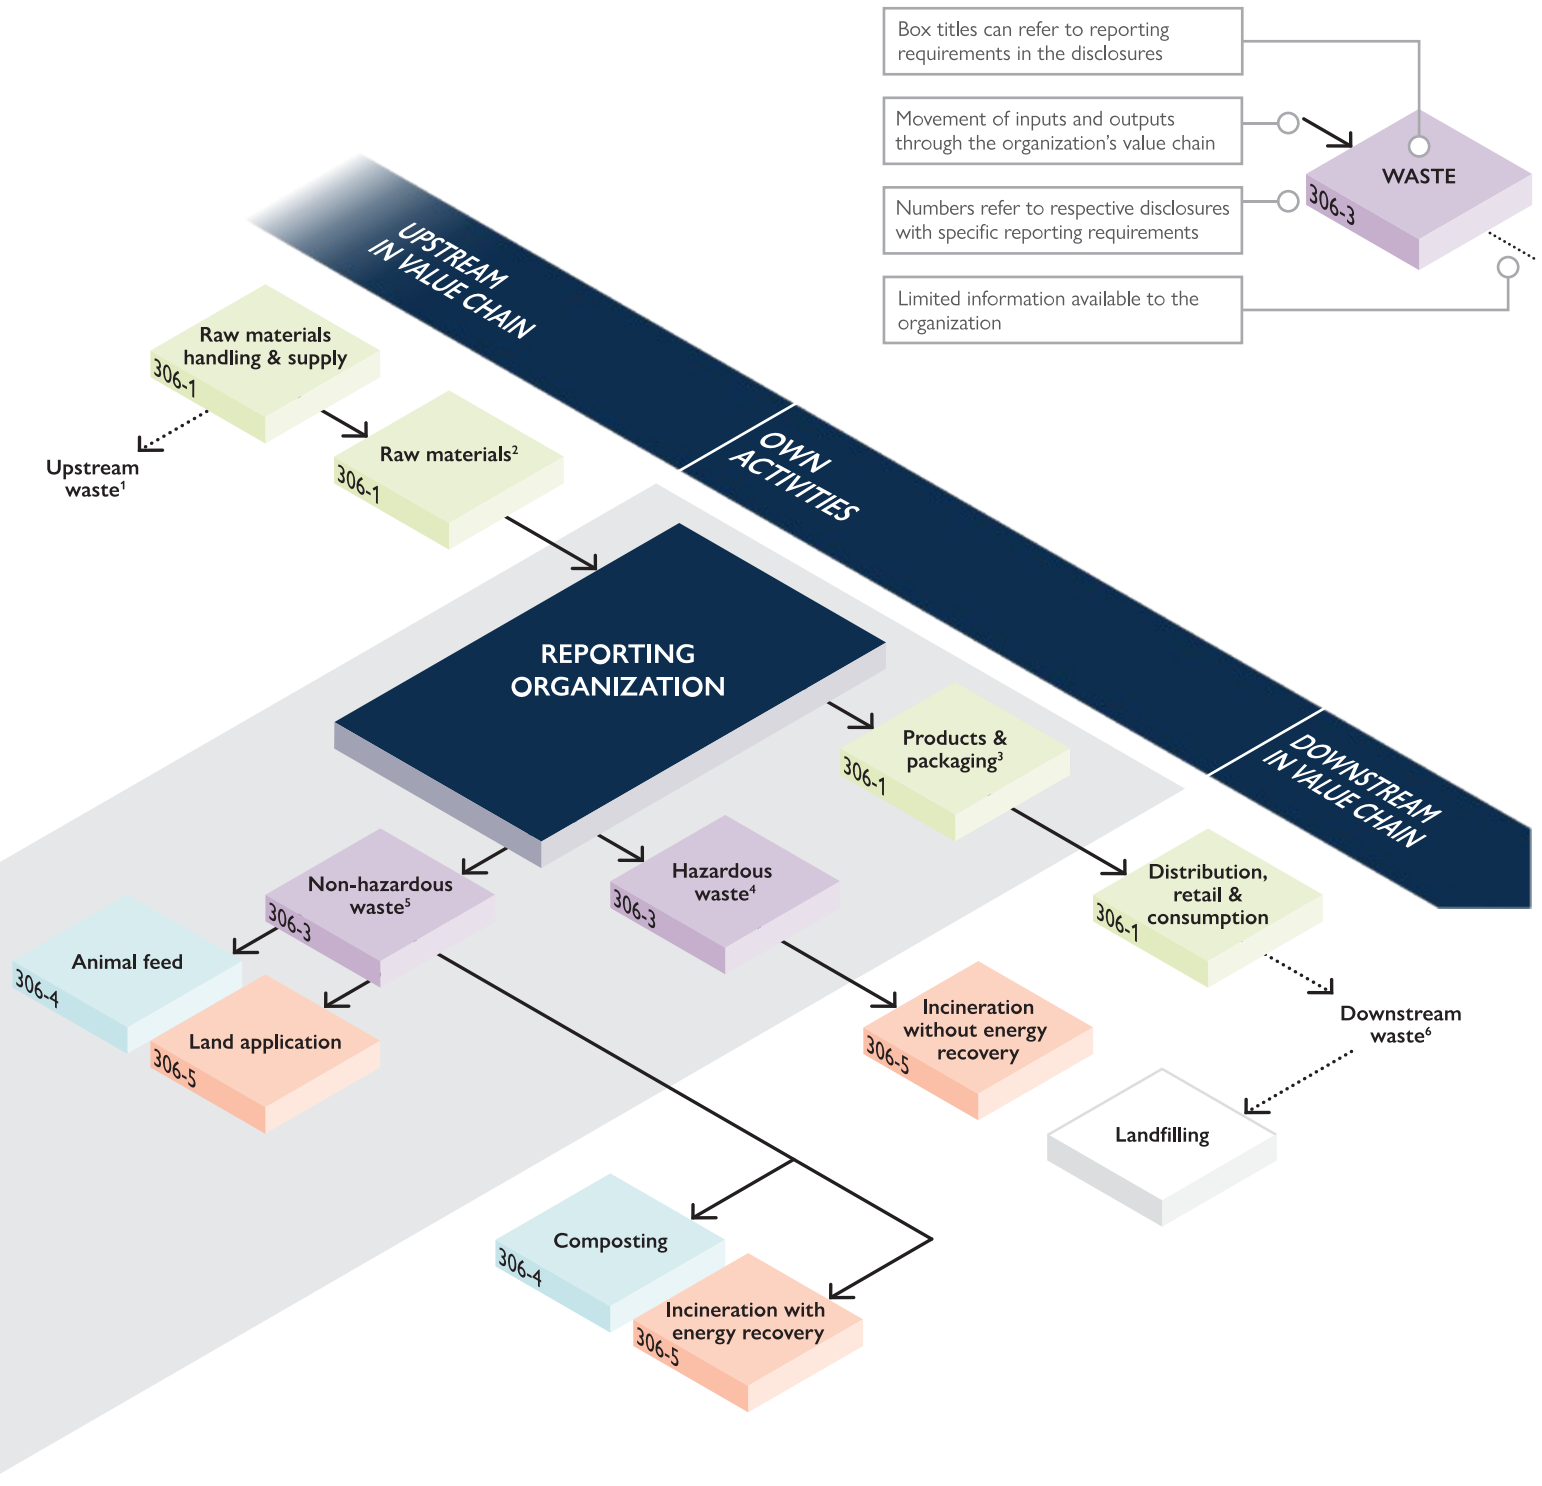 Box titles can refer to reporting
requirements in the disclosures
Movement of inputs and outputs
through the organization's value chain
Numbers refer to respective disclosures
with specific reporting requirements
Limited information available to the
organization
WASTE
306-3
UPSTREAM
IN VALUE CHAIN
OWN
ACTIVITIES
DOWNSTREAM
IN VALUE CHAIN
Raw materials
handling & supply
306-1
Upstream
waste¹
Raw materials²
306-1
REPORTING
ORGANIZATION
Products &
packaging³
306-1
Non-hazardous
waste⁵
306-3
Hazardous
waste⁴
306-3
Distribution,
retail &
consumption
306-1
Animal feed
306-4
Land application
306-5
Incineration
without energy
recovery
306-5
Downstream
waste⁶
Landfilling
Composting
306-4
Incineration with
energy recovery
306-5